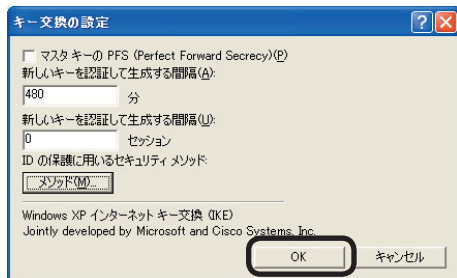 キー交換の設定
マスタ キーの PFS (Perfect Forward Secrecy)(P)
新しいキーを認証して生成する間隔(A):
480 分
新しいキーを認証して生成する間隔(U):
0 セッション
ID の保護に用いるセキュリティ メソッド:
メソッド(M)...
Windows XP インターネット キー交換 (IKE)
Jointly developed by Microsoft and Cisco Systems, Inc.
OK キャンセル